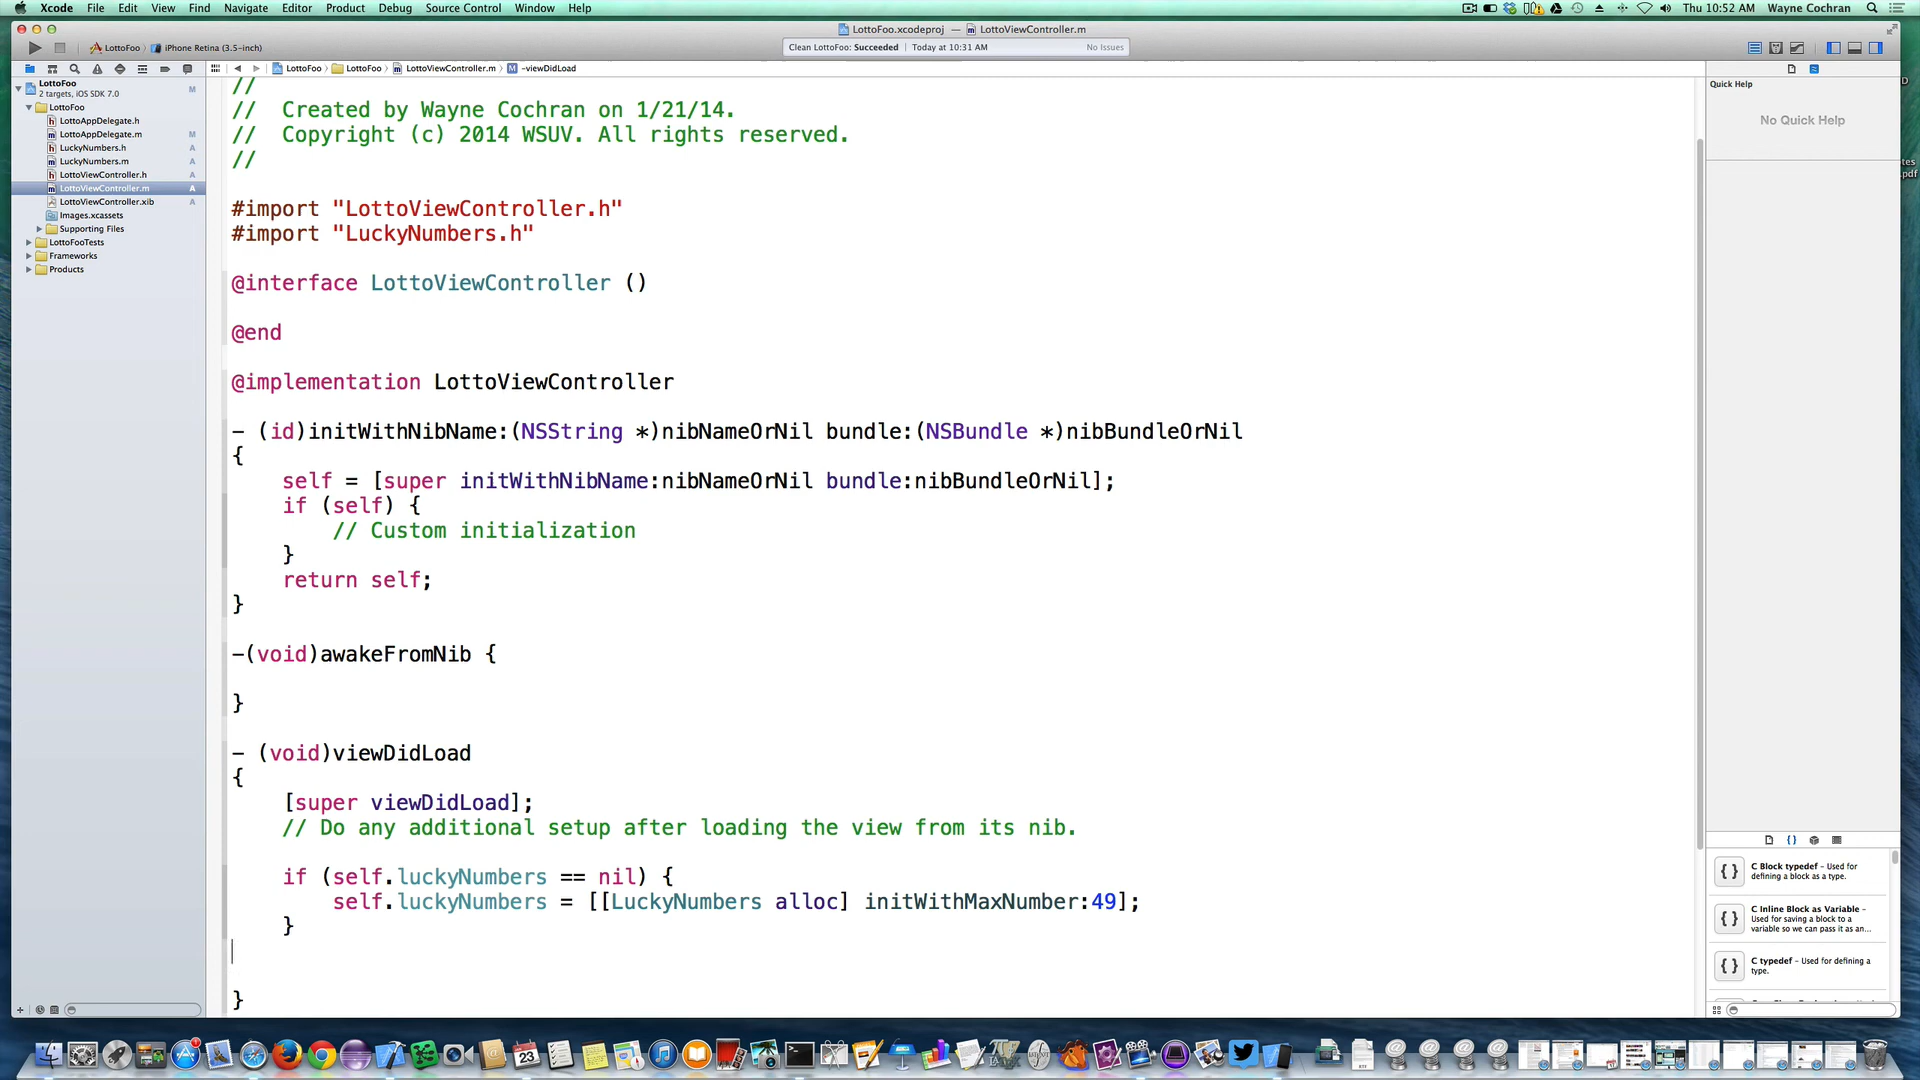 Xcode File Edit View Find Navigate Editor Product Debug Source Control Window Help
Thu 10:52 AM Wayne Cochran
LottoFoo.xcodeproj — LottoViewController.m
LottoFoo 〉 iPhone Retina (3.5-inch)
Clean LottoFoo: Succeeded | Today at 10:31 AM No Issues
LottoFoo 〉 LottoFoo 〉 LottoViewController.m 〉 M -viewDidLoad
LottoFoo
2 targets, iOS SDK 7.0 M
LottoFoo
h LottoAppDelegate.h
m LottoAppDelegate.m M
h LuckyNumbers.h A
m LuckyNumbers.m A
h LottoViewController.h A
m LottoViewController.m A
LottoViewController.xib A
Images.xcassets
Supporting Files
LottoFooTests
Frameworks
Products
//
//  Created by Wayne Cochran on 1/21/14.
//  Copyright (c) 2014 WSUV. All rights reserved.
//
#import "LottoViewController.h"
#import "LuckyNumbers.h"
@interface LottoViewController ()
@end
@implementation LottoViewController
- (id)initWithNibName:(NSString *)nibNameOrNil bundle:(NSBundle *)nibBundleOrNil
{
    self = [super initWithNibName:nibNameOrNil bundle:nibBundleOrNil];
    if (self) {
        // Custom initialization
    }
    return self;
}
-(void)awakeFromNib {
}
- (void)viewDidLoad
{
    [super viewDidLoad];
    // Do any additional setup after loading the view from its nib.
    if (self.luckyNumbers == nil) {
        self.luckyNumbers = [[LuckyNumbers alloc] initWithMaxNumber:49];
    }
}
Quick Help
No Quick Help
{ }
C Block typedef - Used for
defining a block as a type.
{ }
C Inline Block as Variable -
Used for saving a block to a
variable so we can pass it as an...
{ }
C typedef - Used for defining a
type.
.pdf
23